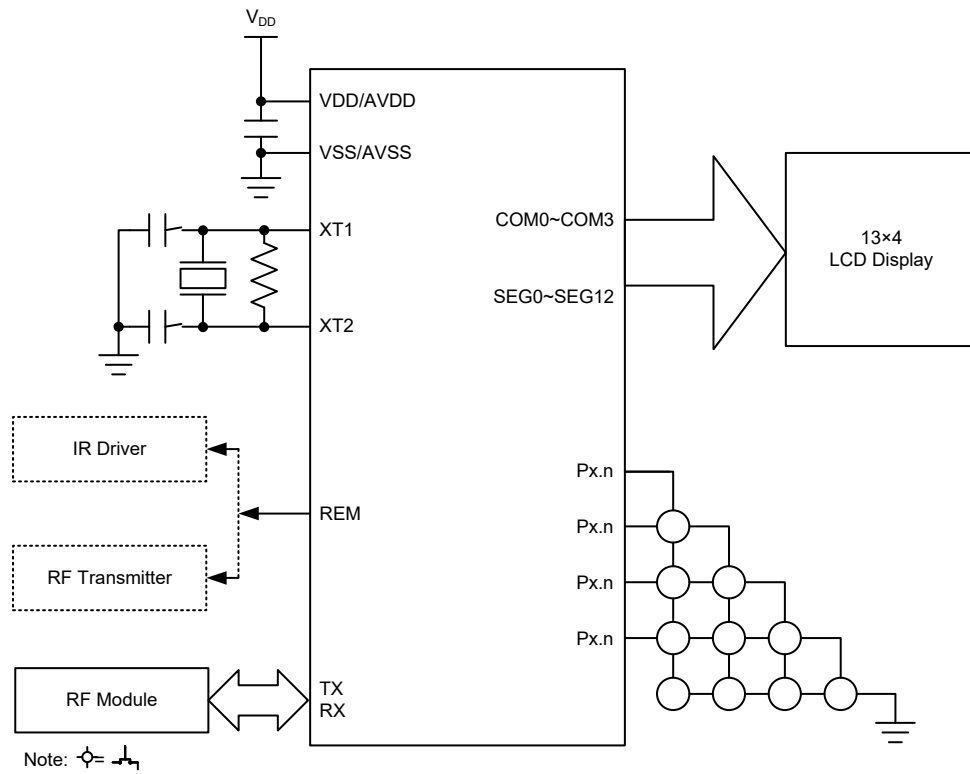 VDD
VDD/AVDD
VSS/AVSS
XT1
XT2
COM0~COM3
SEG0~SEG12
13×4
LCD Display
IR Driver
REM
RF Transmitter
Px.n
Px.n
Px.n
Px.n
RF Module
TX
RX
Note: =